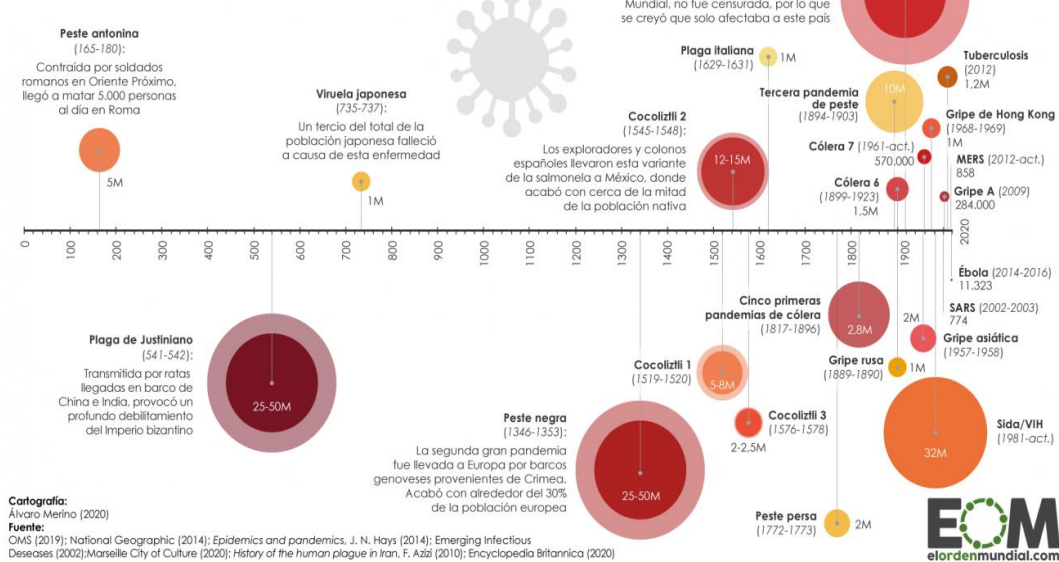 Mundial, no fue censurada, por lo que
se creyó que solo afectaba a este país
Peste antonina
(165-180):
Contraída por soldados
romanos en Oriente Próximo,
llegó a matar 5.000 personas
al día en Roma
5M
Viruela japonesa
(735-737):
Un tercio del total de la
población japonesa falleció
a causa de esta enfermedad
1M
Cocoliztli 2
(1545-1548):
Los exploradores y colonos
españoles llevaron esta variante
de la salmonela a México, donde
acabó con cerca de la mitad
de la población nativa
12-15M
Plaga italiana
(1629-1631)
1M
Tercera pandemia
de peste
(1894-1903)
10M
Cólera 7 (1961-act.)
570.000
Cólera 6
(1899-1923)
1,5M
Tuberculosis
(2012)
1,2M
Gripe de Hong Kong
(1968-1969)
1M
MERS (2012-act.)
858
Gripe A (2009)
284.000
0
100
200
300
400
500
600
700
800
900
1000
1100
1200
1300
1400
1500
1600
1700
1800
1900
2020
Plaga de Justiniano
(541-542):
Transmitida por ratas
llegadas en barco de
China e India, provocó un
profundo debilitamiento
del Imperio bizantino
25-50M
Peste negra
(1346-1353):
La segunda gran pandemia
fue llevada a Europa por barcos
genoveses provenientes de Crimea.
Acabó con alrededor del 30%
de la población europea
25-50M
Cocoliztli 1
(1519-1520)
5-8M
Cocoliztli 3
(1576-1578)
2-2,5M
Cinco primeras
pandemias de cólera
(1817-1896)
2,8M
Gripe rusa
(1889-1890)
1M
Peste persa
(1772-1773)
2M
Ébola (2014-2016)
11.323
SARS (2002-2003)
774
2M
Gripe asiática
(1957-1958)
Sida/VIH
(1981-act.)
32M
Cartografía:
Álvaro Merino (2020)
Fuente:
OMS (2019); National Geographic (2014); Epidemics and pandemics, J. N. Hays (2014); Emerging Infectious
Deseases (2002);Marseille City of Culture (2020); History of the human plague in Iran, F. Azizi (2010); Encyclopedia Britannica (2020)
EOM
elordenmundial.com